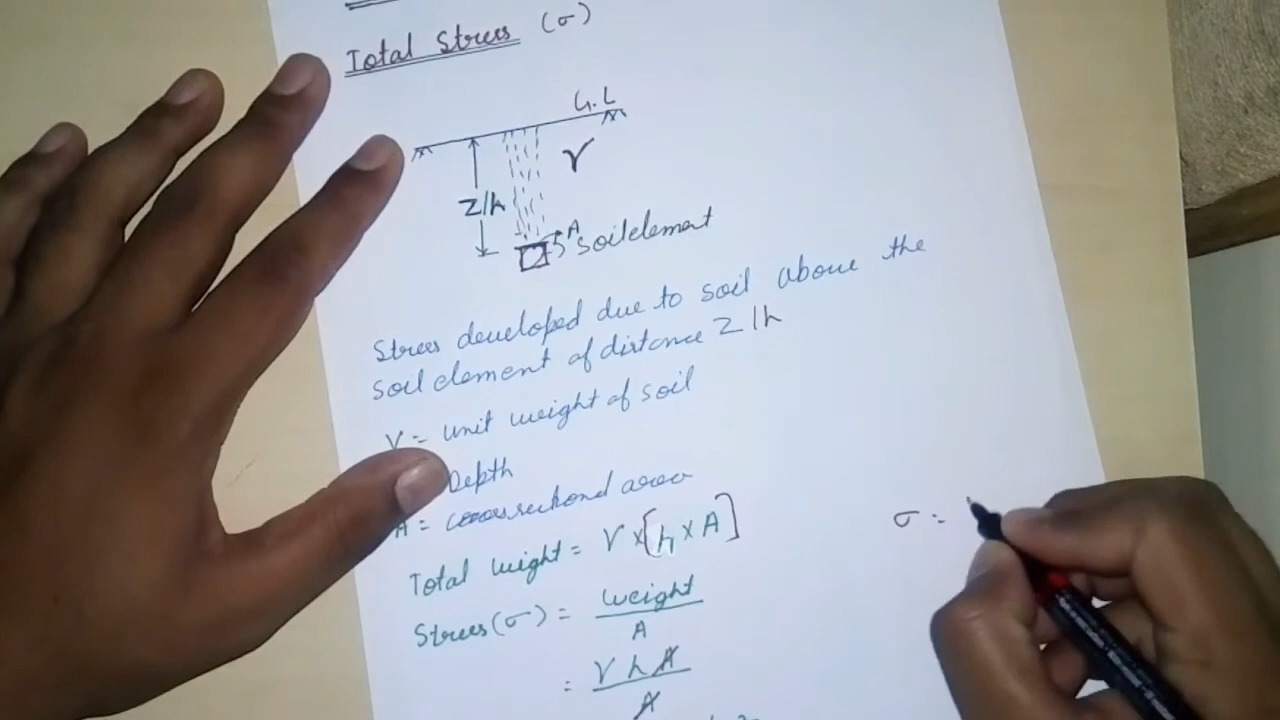 Total Stress (σ)
G.L
γ
Z/h
A
soil element
Stress developed due to soil above the
soil element of distance Z/h
γ = unit weight of soil
Depth
A = cross sectional area
Total weight = γ × [h × A]
Stress (σ) = weight / A
= γ h A / A
σ =